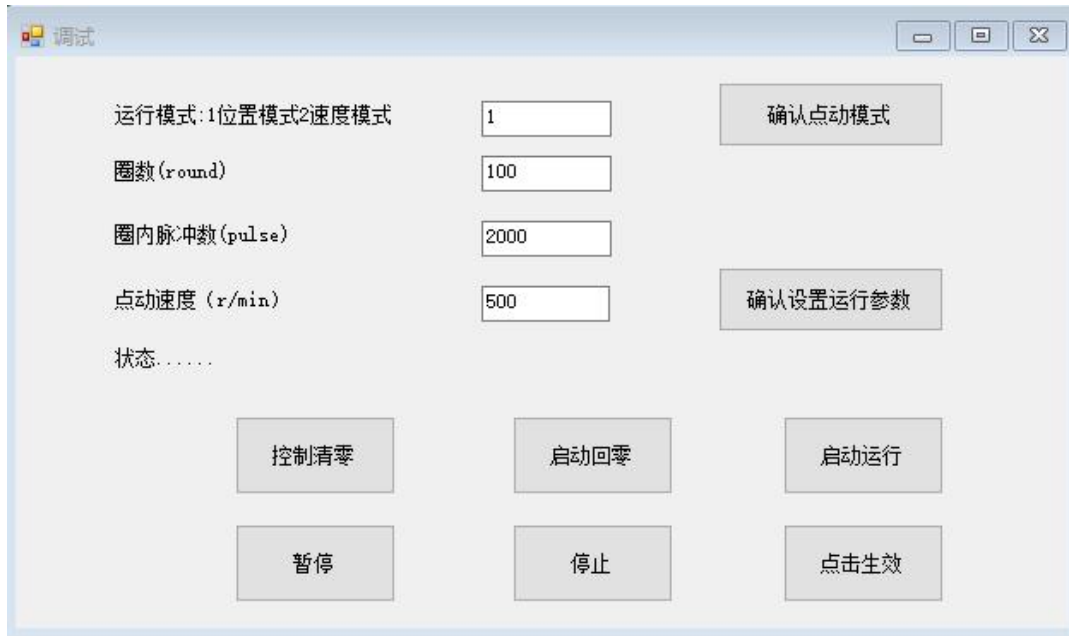 调试
运行模式:1位置模式2速度模式 1 确认点动模式
圈数(round) 100
圈内脉冲数(pulse) 2000
点动速度 (r/min) 500 确认设置运行参数
状态......
控制清零 启动回零 启动运行
暂停 停止 点击生效